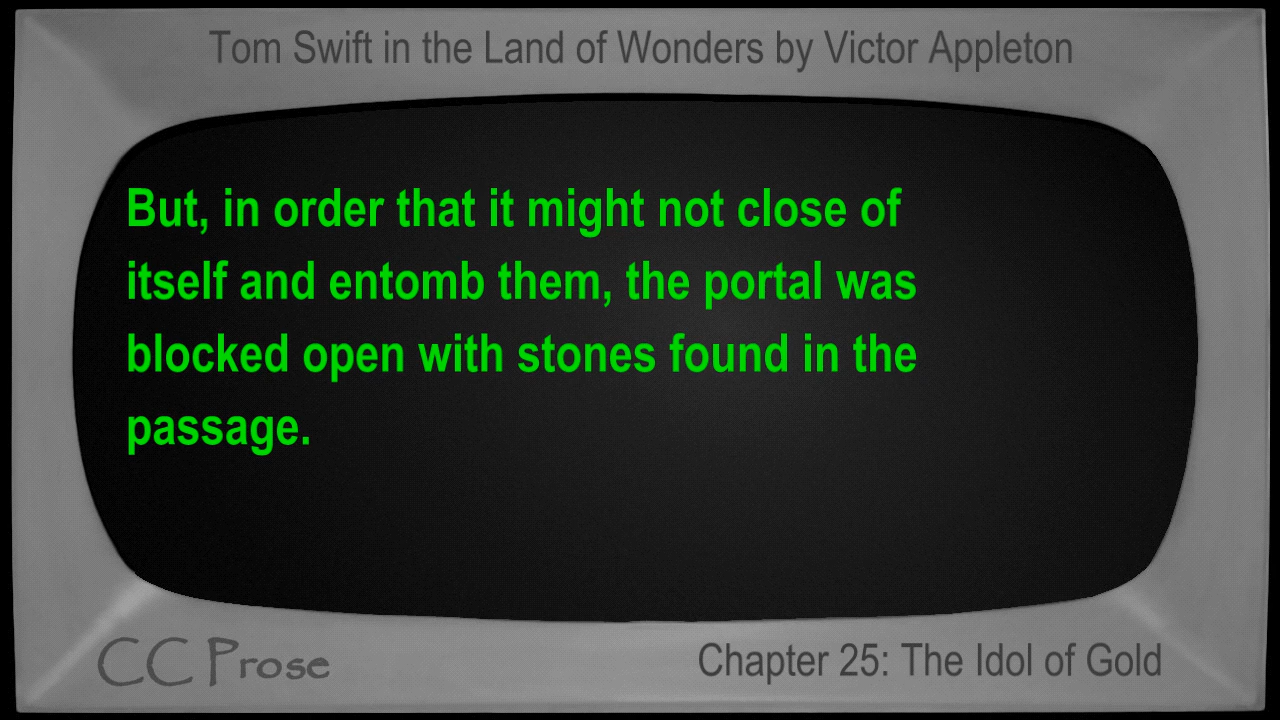 Tom Swift in the Land of Wonders by Victor Appleton
But, in order that it might not close of
itself and entomb them, the portal was
blocked open with stones found in the
passage.
CC Prose
Chapter 25: The Idol of Gold